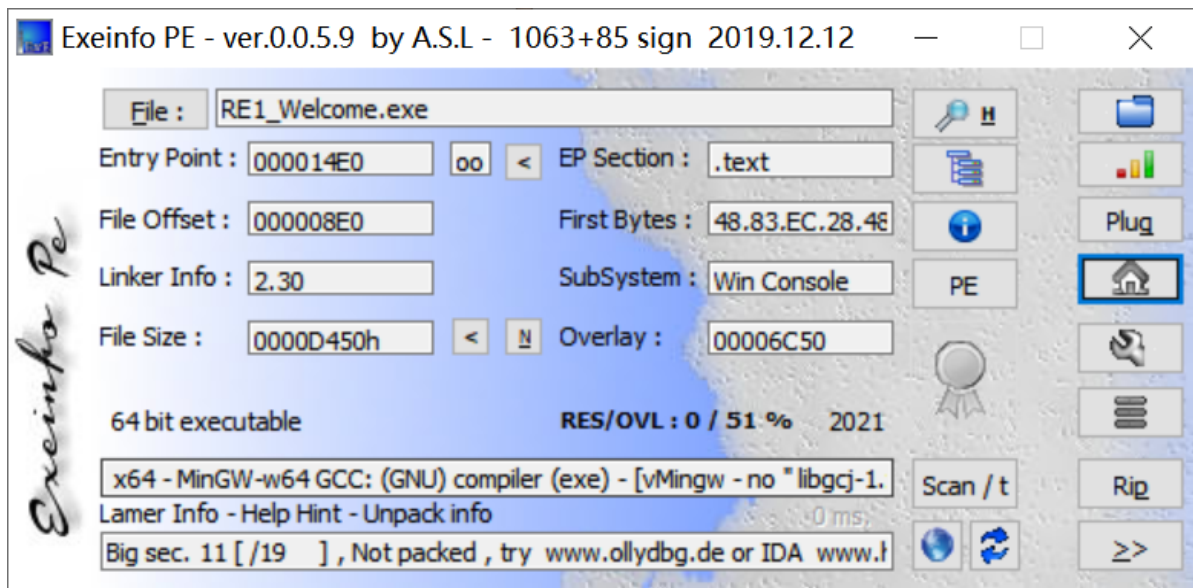 Exeinfo PE - ver.0.0.5.9 by A.S.L - 1063+85 sign 2019.12.12
File : RE1_Welcome.exe H
Entry Point : 000014E0 oo < EP Section : .text
File Offset : 000008E0 First Bytes : 48.83.EC.28.48 Plug
Linker Info : 2.30 SubSystem : Win Console PE
File Size : 0000D450h < N Overlay : 00006C50
64 bit executable RES/OVL : 0 / 51 % 2021
x64 - MinGW-w64 GCC: (GNU) compiler (exe) - [vMingw - no " libgcj-1. Scan / t Rip
Lamer Info - Help Hint - Unpack info -0 ms.
Big sec. 11 [ /19 ] , Not packed , try www.ollydbg.de or IDA www.h >>
Exeinfo Pe